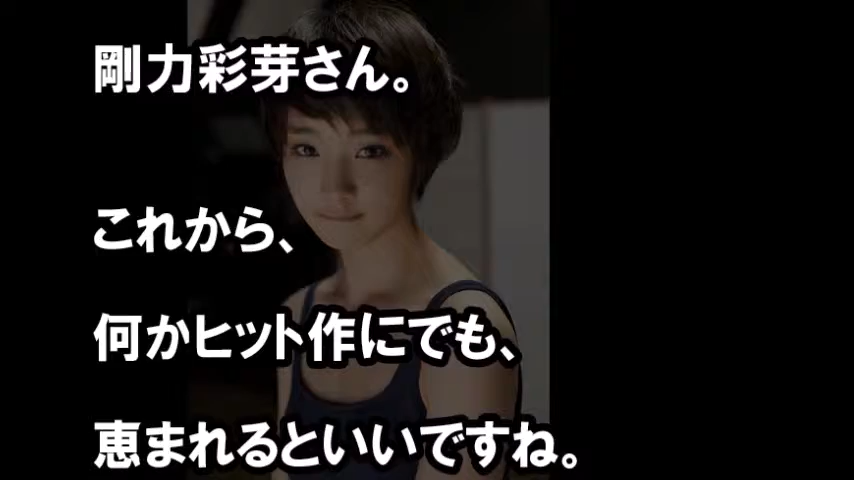 剛力彩芽さん。
これから、
何かヒット作にでも、
恵まれるといいですね。